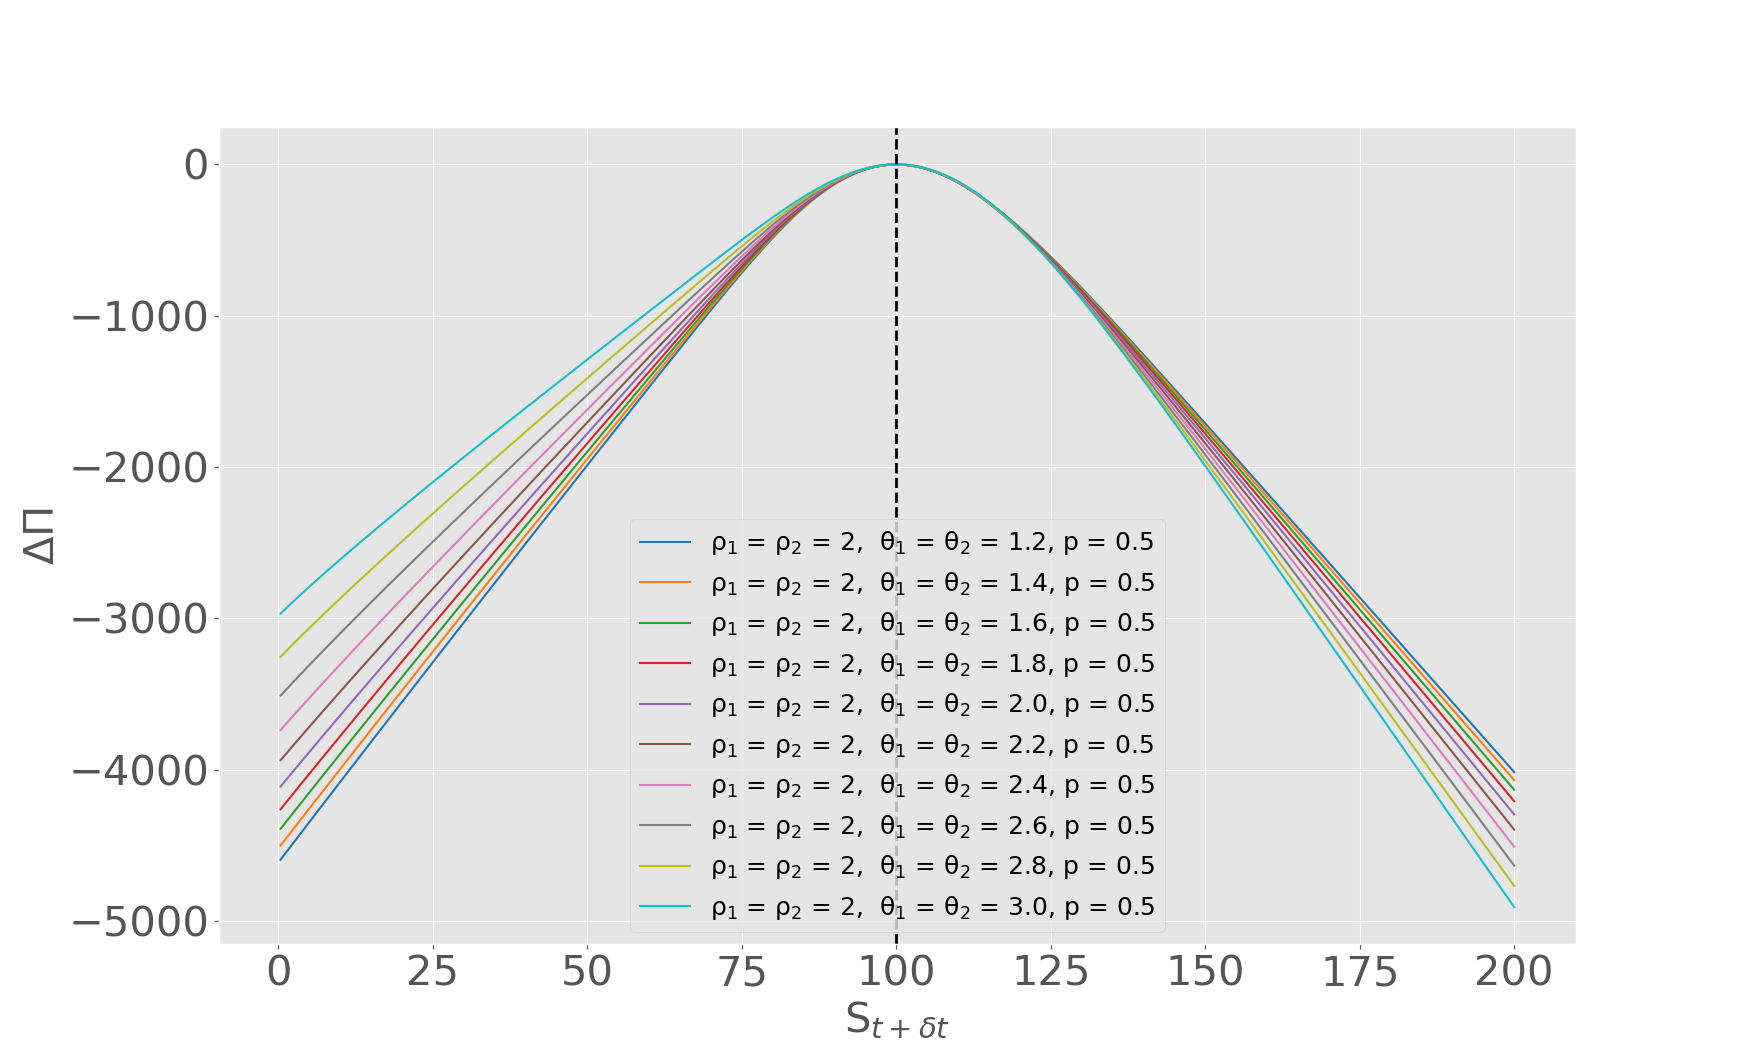 0
−1000
−2000
−3000
−4000
−5000
ΔΠ
ρ₁ = ρ₂ = 2, θ₁ = θ₂ = 1.2, p = 0.5
ρ₁ = ρ₂ = 2, θ₁ = θ₂ = 1.4, p = 0.5
ρ₁ = ρ₂ = 2, θ₁ = θ₂ = 1.6, p = 0.5
ρ₁ = ρ₂ = 2, θ₁ = θ₂ = 1.8, p = 0.5
ρ₁ = ρ₂ = 2, θ₁ = θ₂ = 2.0, p = 0.5
ρ₁ = ρ₂ = 2, θ₁ = θ₂ = 2.2, p = 0.5
ρ₁ = ρ₂ = 2, θ₁ = θ₂ = 2.4, p = 0.5
ρ₁ = ρ₂ = 2, θ₁ = θ₂ = 2.6, p = 0.5
ρ₁ = ρ₂ = 2, θ₁ = θ₂ = 2.8, p = 0.5
ρ₁ = ρ₂ = 2, θ₁ = θ₂ = 3.0, p = 0.5
0 25 50 75 100 125 150 175 200
S_{t + δt}